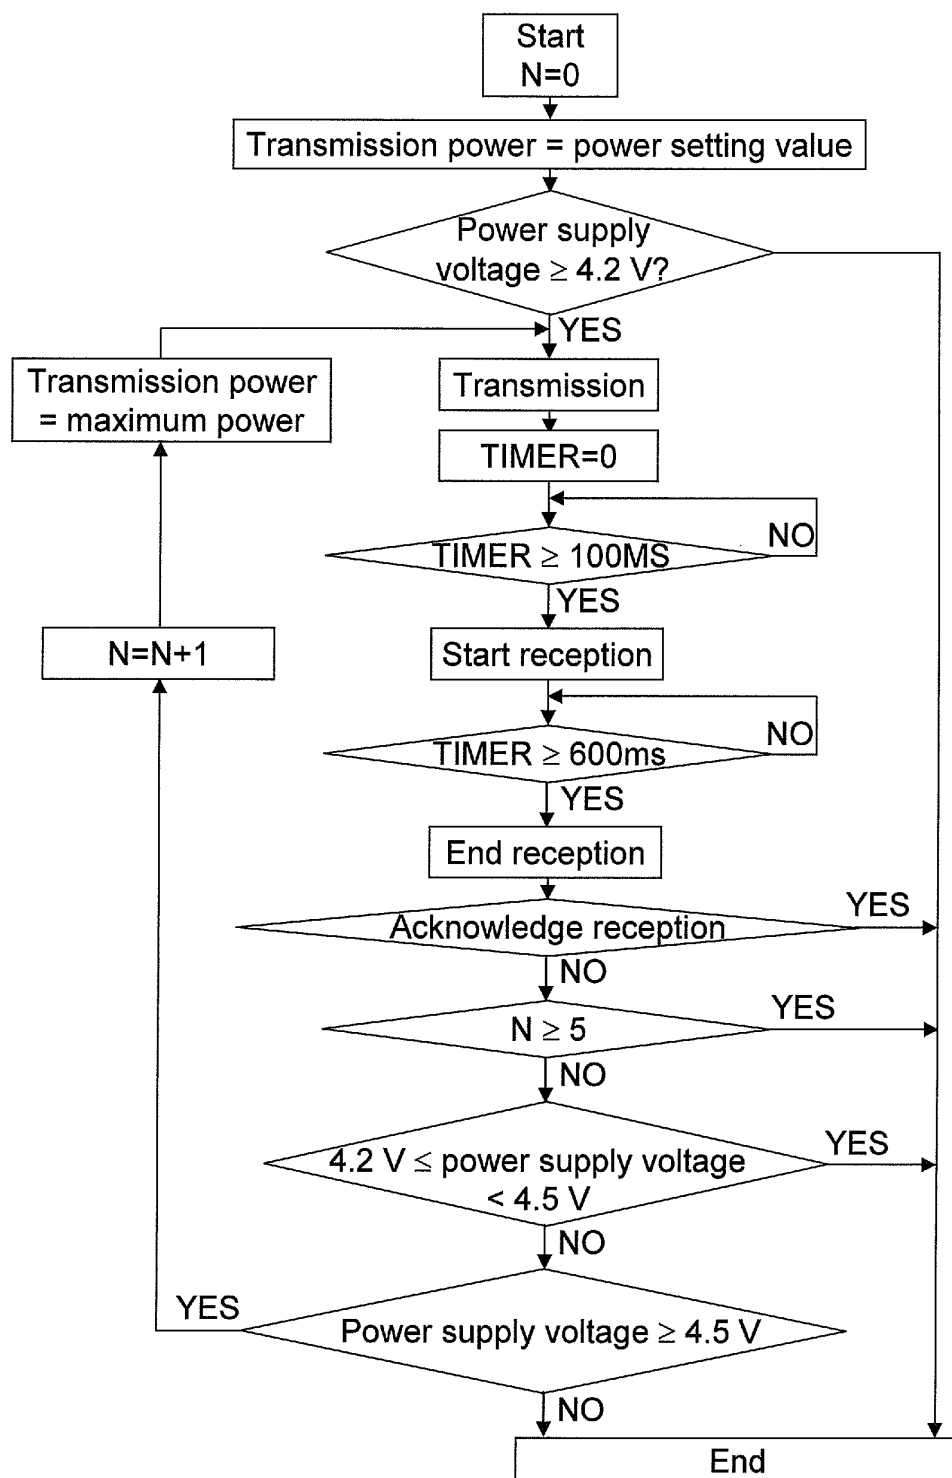 Start
N=0
Transmission power = power setting value
Power supply
voltage ≥ 4.2 V?
YES
Transmission power
= maximum power
Transmission
TIMER=0
NO
TIMER ≥ 100MS
YES
N=N+1
Start reception
NO
TIMER ≥ 600ms
YES
End reception
YES
Acknowledge reception
NO
YES
N ≥ 5
NO
YES
4.2 V ≤ power supply voltage
< 4.5 V
NO
YES
Power supply voltage ≥ 4.5 V
NO
End